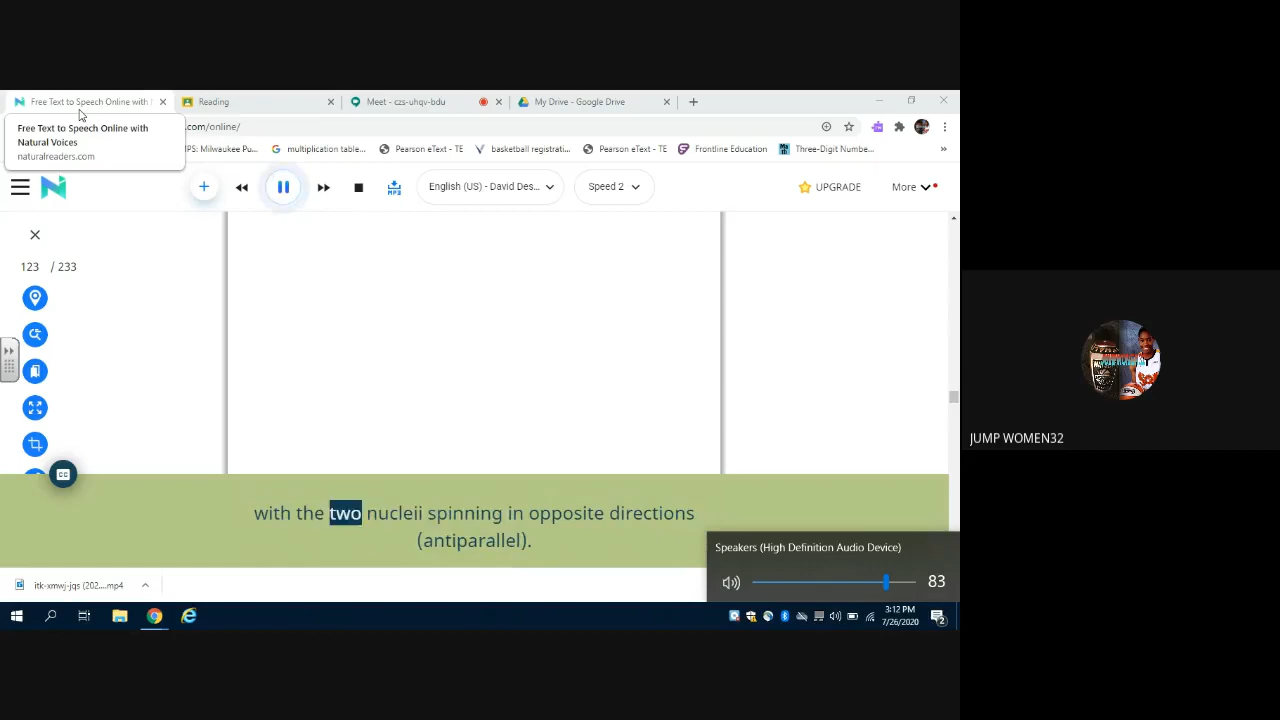 Free Text to Speech Online with
Reading
Meet - czs-uhqv-bdu
My Drive - Google Drive
Free Text to Speech Online with
Natural Voices
naturalreaders.com
.com/online/
PS: Milwaukee Pu...
multiplication table...
Pearson eText - TE
basketball registrati...
Pearson eText - TE
Frontline Education
Three-Digit Numbe...
»
MP3
English (US) - David Des...
Speed 2
UPGRADE
More
123 / 233
CC
with the two nucleii spinning in opposite directions
(antiparallel).
Speakers (High Definition Audio Device)
83
itk-xmwj-jqs (202....mp4
3:12 PM
7/26/2020
2
JUMP WOMEN32